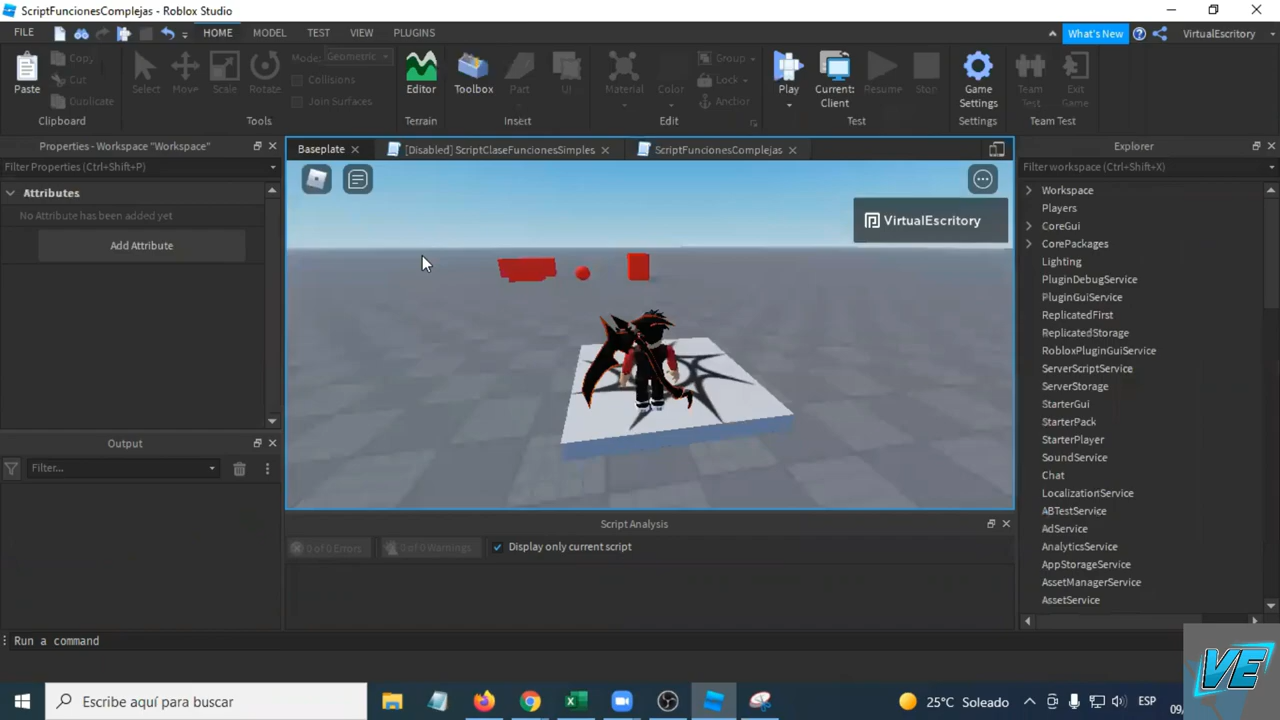 ScriptFuncionesComplejas - Roblox Studio
FILE HOME MODEL TEST VIEW PLUGINS What's New VirtualEscritory
Paste Copy Cut Duplicate Select Move Scale Rotate Mode: Geometric Collisions Join Surfaces Editor Toolbox Part UI Material Color Group Lock Anchor Play Current: Client Resume Stop Game Settings Team Test Exit Game
Clipboard Tools Terrain Insert Edit Test Settings Team Test
Properties - Workspace "Workspace"
Filter Properties (Ctrl+Shift+P)
Attributes
No Attribute has been added yet
Add Attribute
Output
Filter...
Baseplate [Disabled] ScriptClaseFuncionesSimples ScriptFuncionesComplejas
VirtualEscritory
Script Analysis
0 of 0 Errors 0 of 0 Warnings Display only current script
Explorer
Filter workspace (Ctrl+Shift+X)
Workspace
Players
CoreGui
CorePackages
Lighting
PluginDebugService
PluginGuiService
ReplicatedFirst
ReplicatedStorage
RobloxPluginGuiService
ServerScriptService
ServerStorage
StarterGui
StarterPack
StarterPlayer
SoundService
Chat
LocalizationService
ABTestService
AdService
AnalyticsService
AppStorageService
AssetManagerService
AssetService
Run a command
VE
Escribe aquí para buscar
25°C Soleado ESP
09/